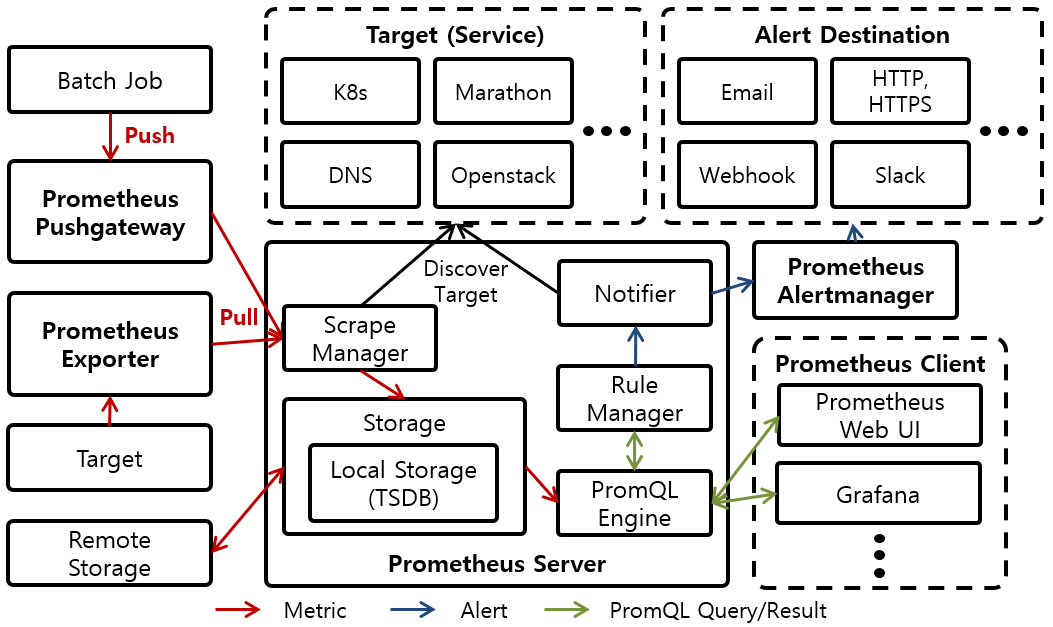 Target (Service)
K8s
Marathon
DNS
Openstack
Alert Destination
Email
HTTP,
HTTPS
Webhook
Slack
Batch Job
Push
Prometheus
Pushgateway
Pull
Prometheus
Exporter
Target
Remote
Storage
Discover
Target
Scrape
Manager
Notifier
Storage
Local Storage
(TSDB)
Rule
Manager
PromQL
Engine
Prometheus Server
Prometheus
Alertmanager
Prometheus Client
Prometheus
Web UI
Grafana
Metric
Alert
PromQL Query/Result